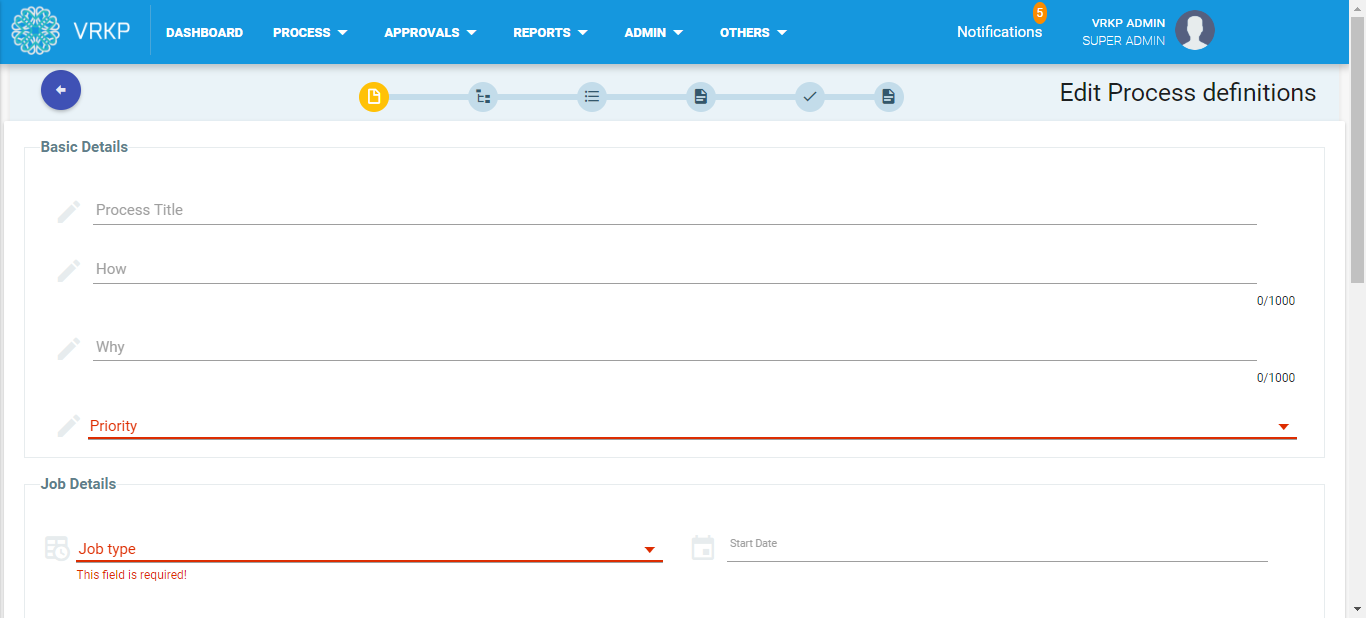 VRKP
DASHBOARD
PROCESS
APPROVALS
REPORTS
ADMIN
OTHERS
Notifications
5
VRKP ADMIN
SUPER ADMIN
Edit Process definitions
Basic Details
Process Title
How
0/1000
Why
0/1000
Priority
Job Details
Job type
This field is required!
Start Date